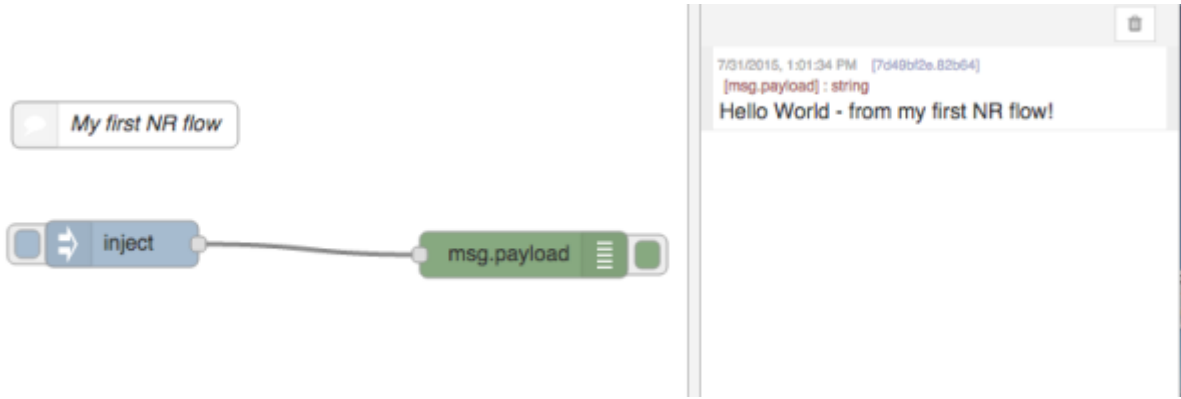 My first NR flow
inject
msg.payload
7/31/2015, 1:01:34 PM [7d49bf2e.82b64]
[msg.payload] : string
Hello World - from my first NR flow!